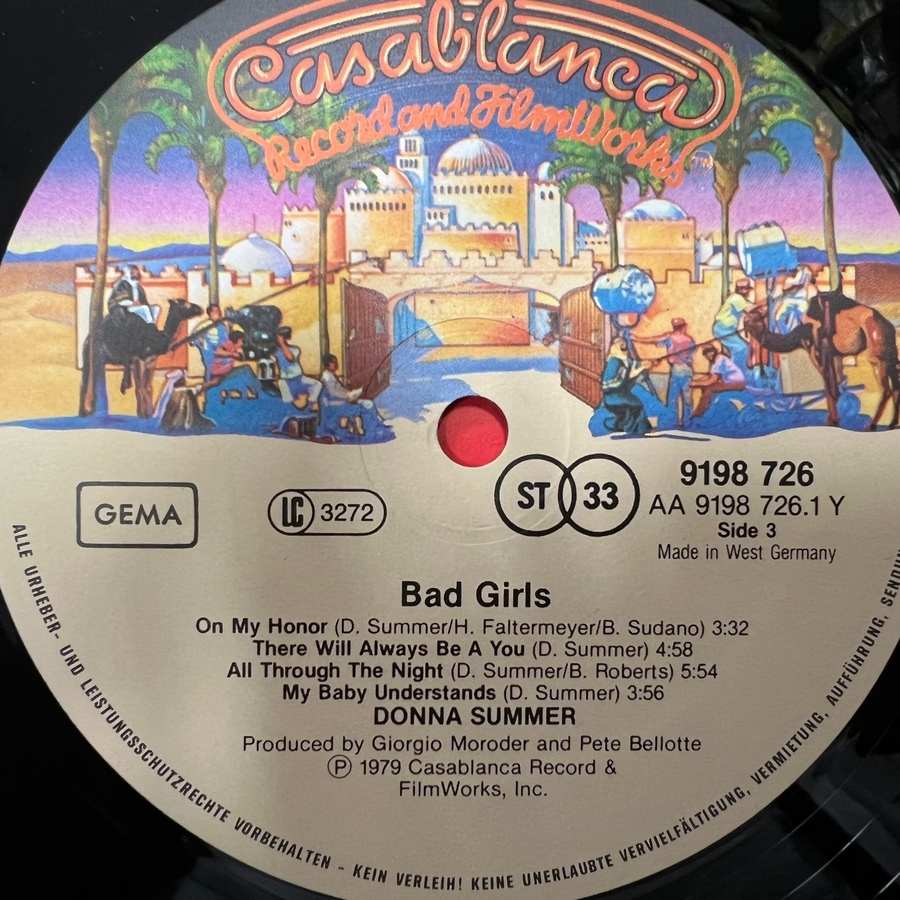 Casablanca
Record and FilmWorks™
GEMA
LC 3272
ST 33
9198 726
AA 9198 726.1 Y
Side 3
Made in West Germany
Bad Girls
On My Honor (D. Summer/H. Faltermeyer/B. Sudano) 3:32
There Will Always Be A You (D. Summer) 4:58
All Through The Night (D. Summer/B. Roberts) 5:54
My Baby Understands (D. Summer) 3:56
DONNA SUMMER
Produced by Giorgio Moroder and Pete Bellotte
Ⓟ 1979 Casablanca Record &
FilmWorks, Inc.
ALLE URHEBER- UND LEISTUNGSSCHUTZRECHTE VORBEHALTEN - KEIN VERLEIH! KEINE UNERLAUBTE VERVIELFÄLTIGUNG, VERMIETUNG, AUFFÜHRUNG,